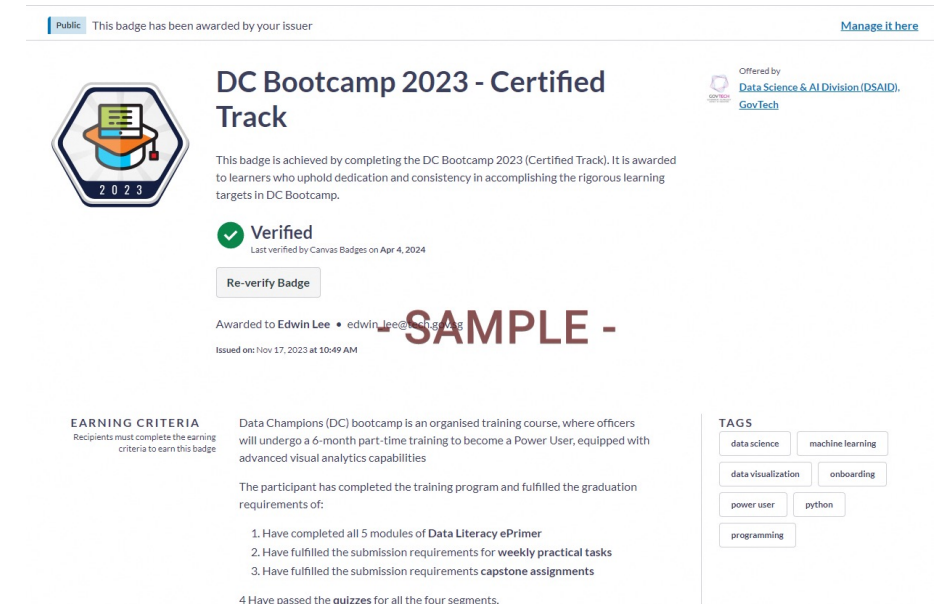 Public This badge has been awarded by your issuer
Manage it here
2023
DC Bootcamp 2023 - Certified
Track
This badge is achieved by completing the DC Bootcamp 2023 (Certified Track). It is awarded
to learners who uphold dedication and consistency in accomplishing the rigorous learning
targets in DC Bootcamp.
Verified
Last verified by Canvas Badges on Apr 4, 2024
Re-verify Badge
Awarded to Edwin Lee • edwin_lee@tech.gov.sg
- SAMPLE -
Issued on: Nov 17, 2023 at 10:49 AM
Offered by
GOVTECH
Data Science & AI Division (DSAID),
GovTech
EARNING CRITERIA
Recipients must complete the earning
criteria to earn this badge
Data Champions (DC) bootcamp is an organised training course, where officers
will undergo a 6-month part-time training to become a Power User, equipped with
advanced visual analytics capabilities
The participant has completed the training program and fulfilled the graduation
requirements of:
1. Have completed all 5 modules of Data Literacy ePrimer
2. Have fulfilled the submission requirements for weekly practical tasks
3. Have fulfilled the submission requirements capstone assignments
4 Have passed the quizzes for all the four segments.
TAGS
data science
machine learning
data visualization
onboarding
power user
python
programming